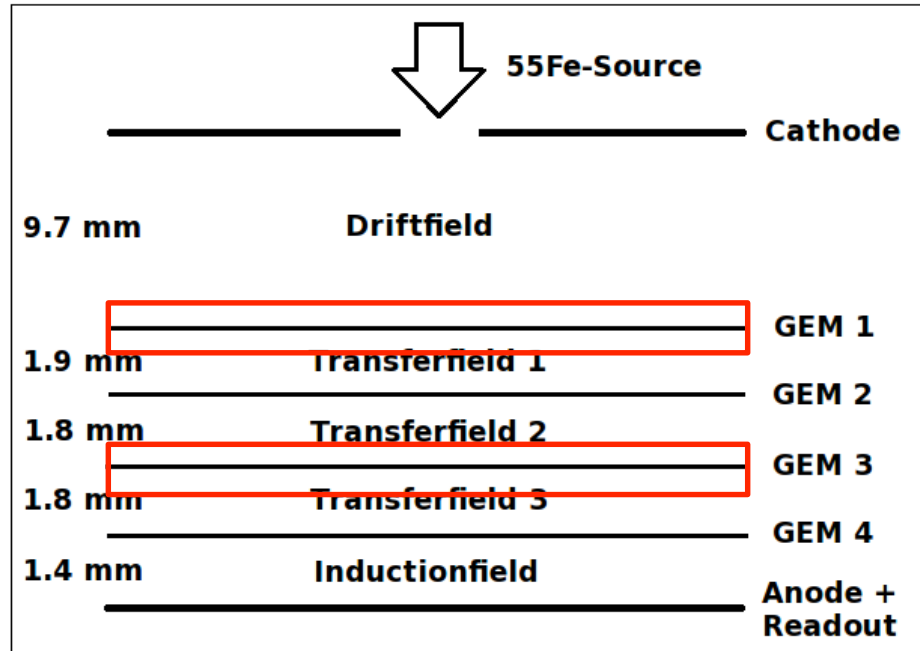 55Fe-Source
Cathode
9.7 mm Driftfield
GEM 1
1.9 mm Transferfield 1
GEM 2
1.8 mm Transferfield 2
GEM 3
1.8 mm Transferfield 3
GEM 4
1.4 mm Inductionfield
Anode +
Readout